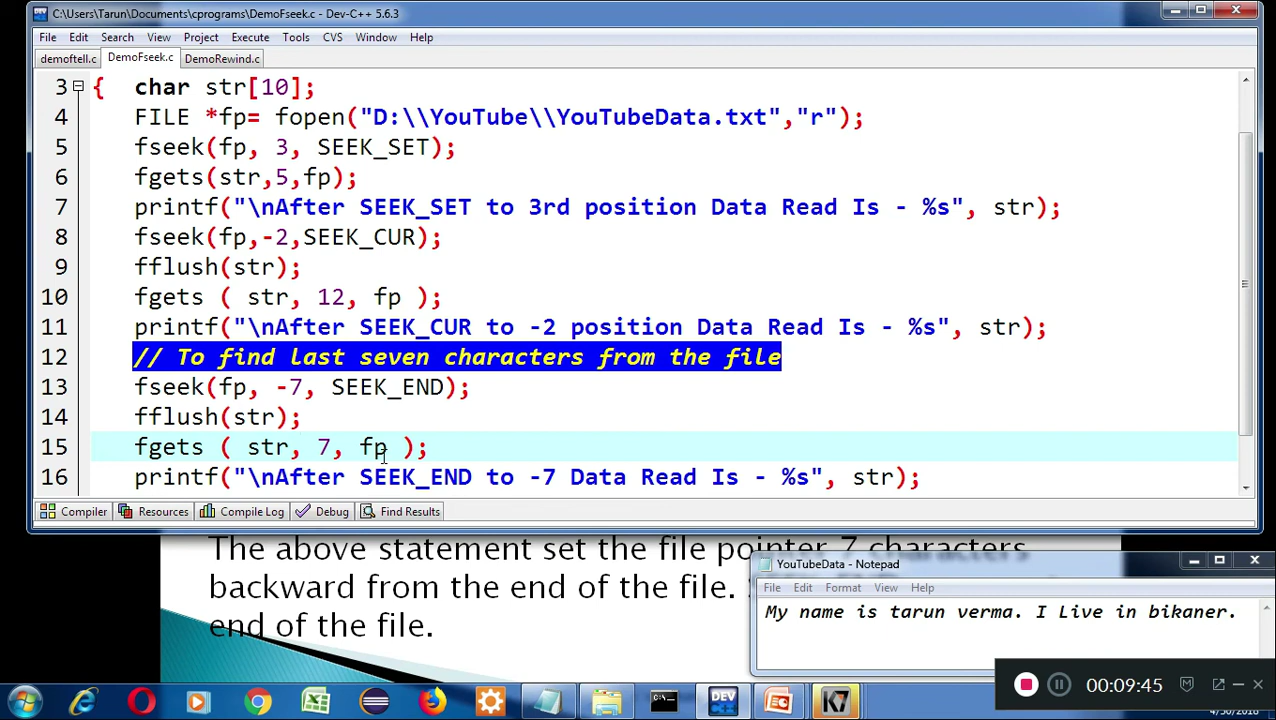 C:\Users\Tarun\Documents\cprograms\DemoFseek.c - Dev-C++ 5.6.3
File Edit Search View Project Execute Tools CVS Window Help
demoftell.c DemoFseek.c DemoRewind.c
3 { char str[10];
4 FILE *fp= fopen("D:\\YouTube\\YouTubeData.txt","r");
5 fseek(fp, 3, SEEK_SET);
6 fgets(str,5,fp);
7 printf("\nAfter SEEK_SET to 3rd position Data Read Is - %s", str);
8 fseek(fp,-2,SEEK_CUR);
9 fflush(str);
10 fgets ( str, 12, fp );
11 printf("\nAfter SEEK_CUR to -2 position Data Read Is - %s", str);
12 // To find last seven characters from the file
13 fseek(fp, -7, SEEK_END);
14 fflush(str);
15 fgets ( str, 7, fp );
16 printf("\nAfter SEEK_END to -7 Data Read Is - %s", str);
Compiler Resources Compile Log Debug Find Results
The above statement set the file pointer 7 characters
backward from the end of the file.
end of the file.
YouTubeData - Notepad
File Edit Format View Help
My name is tarun verma. I Live in bikaner.
00:09:45
4/30/2018